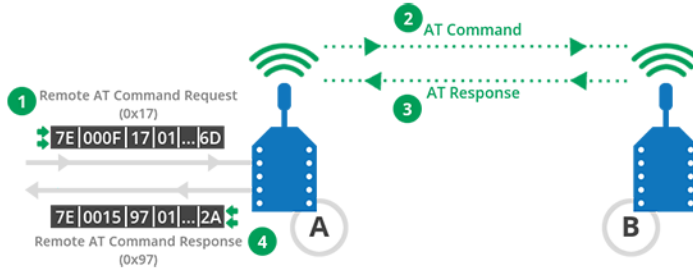 2 AT Command
1 Remote AT Command Request
(0x17)
7E|000F|17|01|...|6D
AT Response
3
7E|0015|97|01|...|2A
Remote AT Command Response 4
(0x97)
A
B